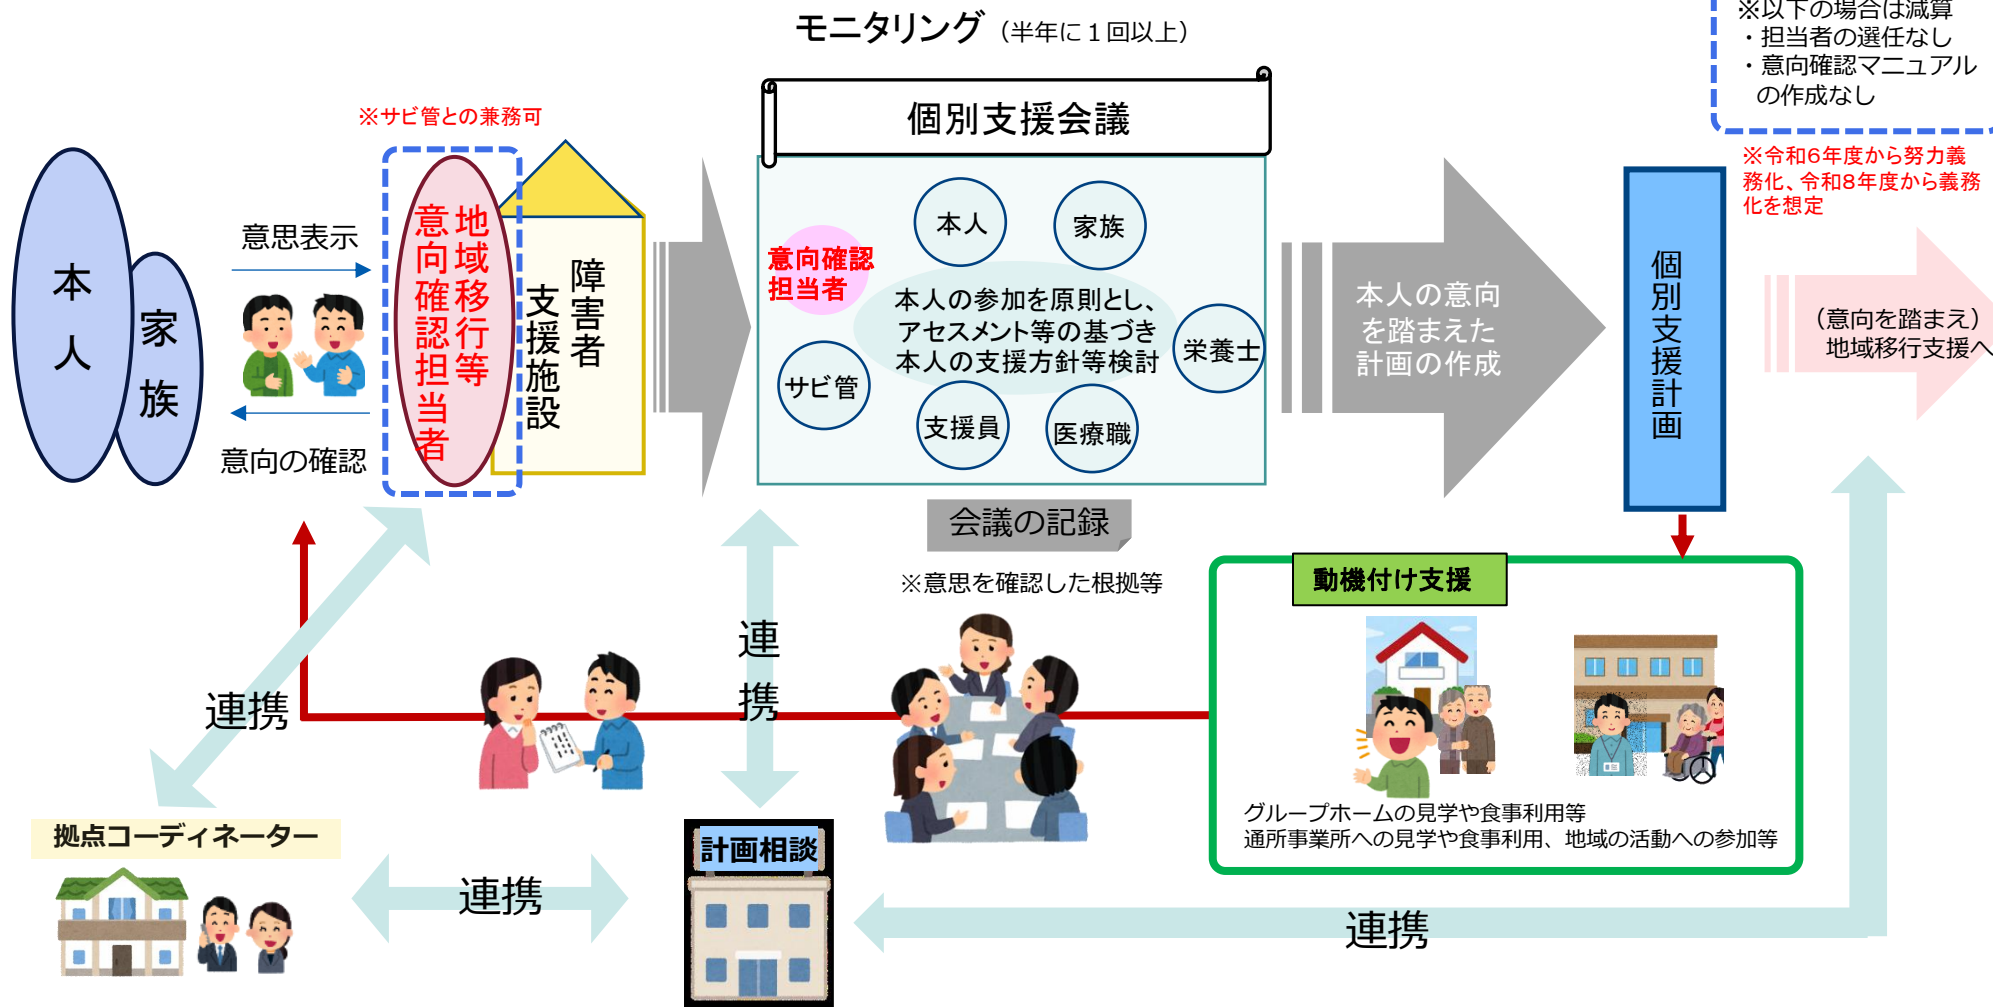 モニタリング（半年に１回以上）
※以下の場合は減算
・担当者の選任なし
・意向確認マニュアル
の作成なし
※サビ管との兼務可
個別支援会議
※令和６年度から努力義
務化、令和８年度から義務
化を想定
本人
家族
意思表示
意向の確認
地域移行等
意向確認担当者
障害者
支援施設
意向確認
担当者
本人
家族
本人の参加を原則とし、
アセスメント等の基づき
本人の支援方針等検討
サビ管
栄養士
支援員
医療職
本人の意向
を踏まえた
計画の作成
個別支援計画
（意向を踏まえ）
地域移行支援へ
会議の記録
※意思を確認した根拠等
動機付け支援
連携
連携
グループホームの見学や食事利用等
通所事業所への見学や食事利用、地域の活動への参加等
拠点コーディネーター
計画相談
連携
連携